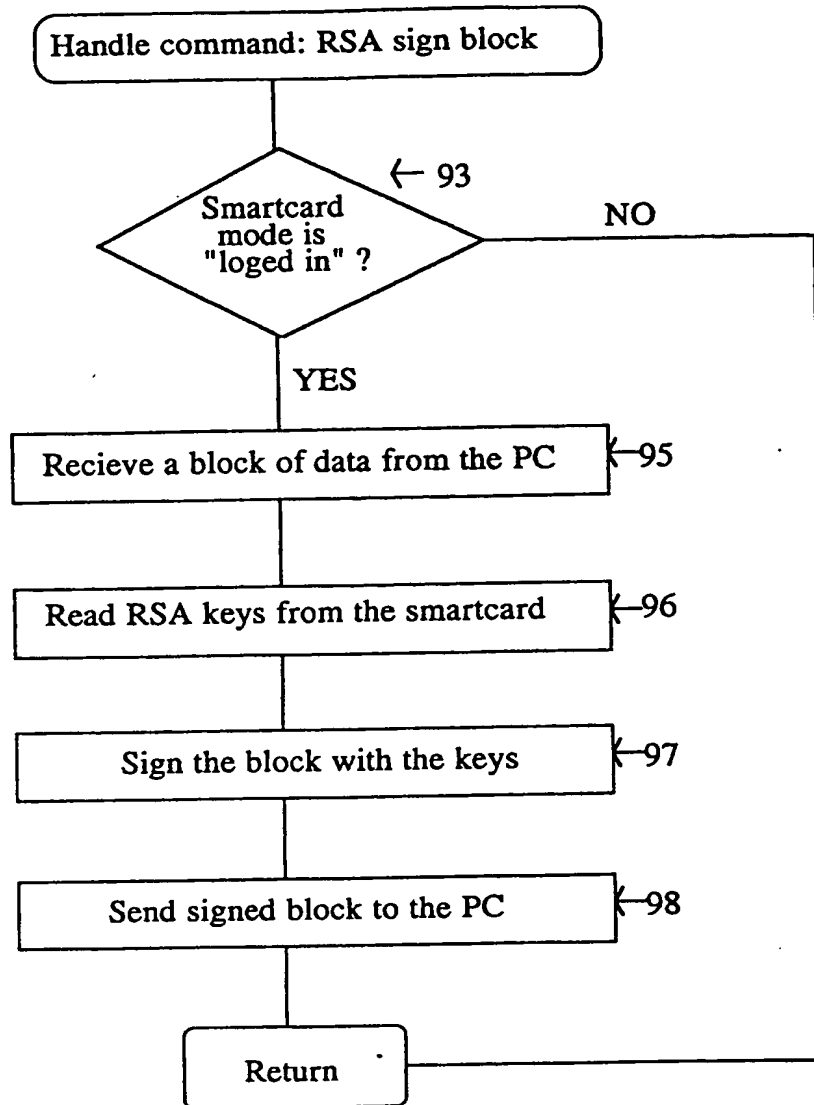 Handle command: RSA sign block
← 93
Smartcard
mode is
"loged in" ?
NO
YES
Recieve a block of data from the PC
←95
Read RSA keys from the smartcard
←96
Sign the block with the keys
←97
Send signed block to the PC
←98
Return